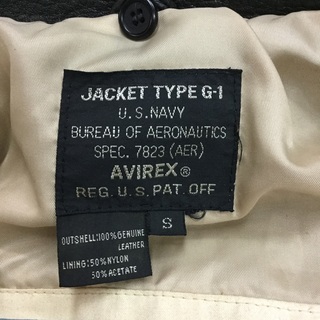 JACKET TYPE G-1
U.S. NAVY
BUREAU OF AERONAUTICS
SPEC. 7823 (AER)
AVIREX®
REG. U.S. PAT. OFF
S
OUTSHELL:100%GENUINE
LEATHER
LINING:50%NYLON
50%ACETATE